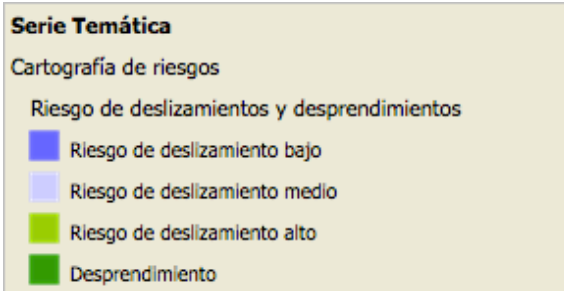 Serie Temática
Cartografía de riesgos
Riesgo de deslizamientos y desprendimientos
Riesgo de deslizamiento bajo
Riesgo de deslizamiento medio
Riesgo de deslizamiento alto
Desprendimiento